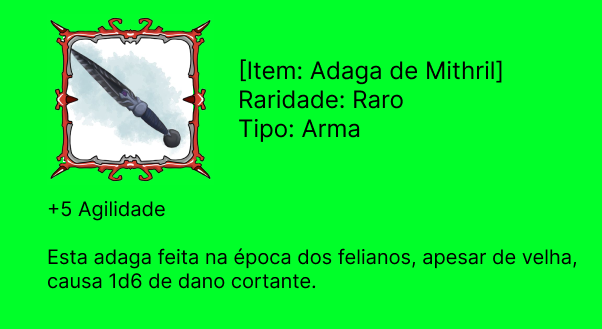 [Item: Adaga de Mithril]
Raridade: Raro
Tipo: Arma
+5 Agilidade
Esta adaga feita na época dos felianos, apesar de velha,
causa 1d6 de dano cortante.